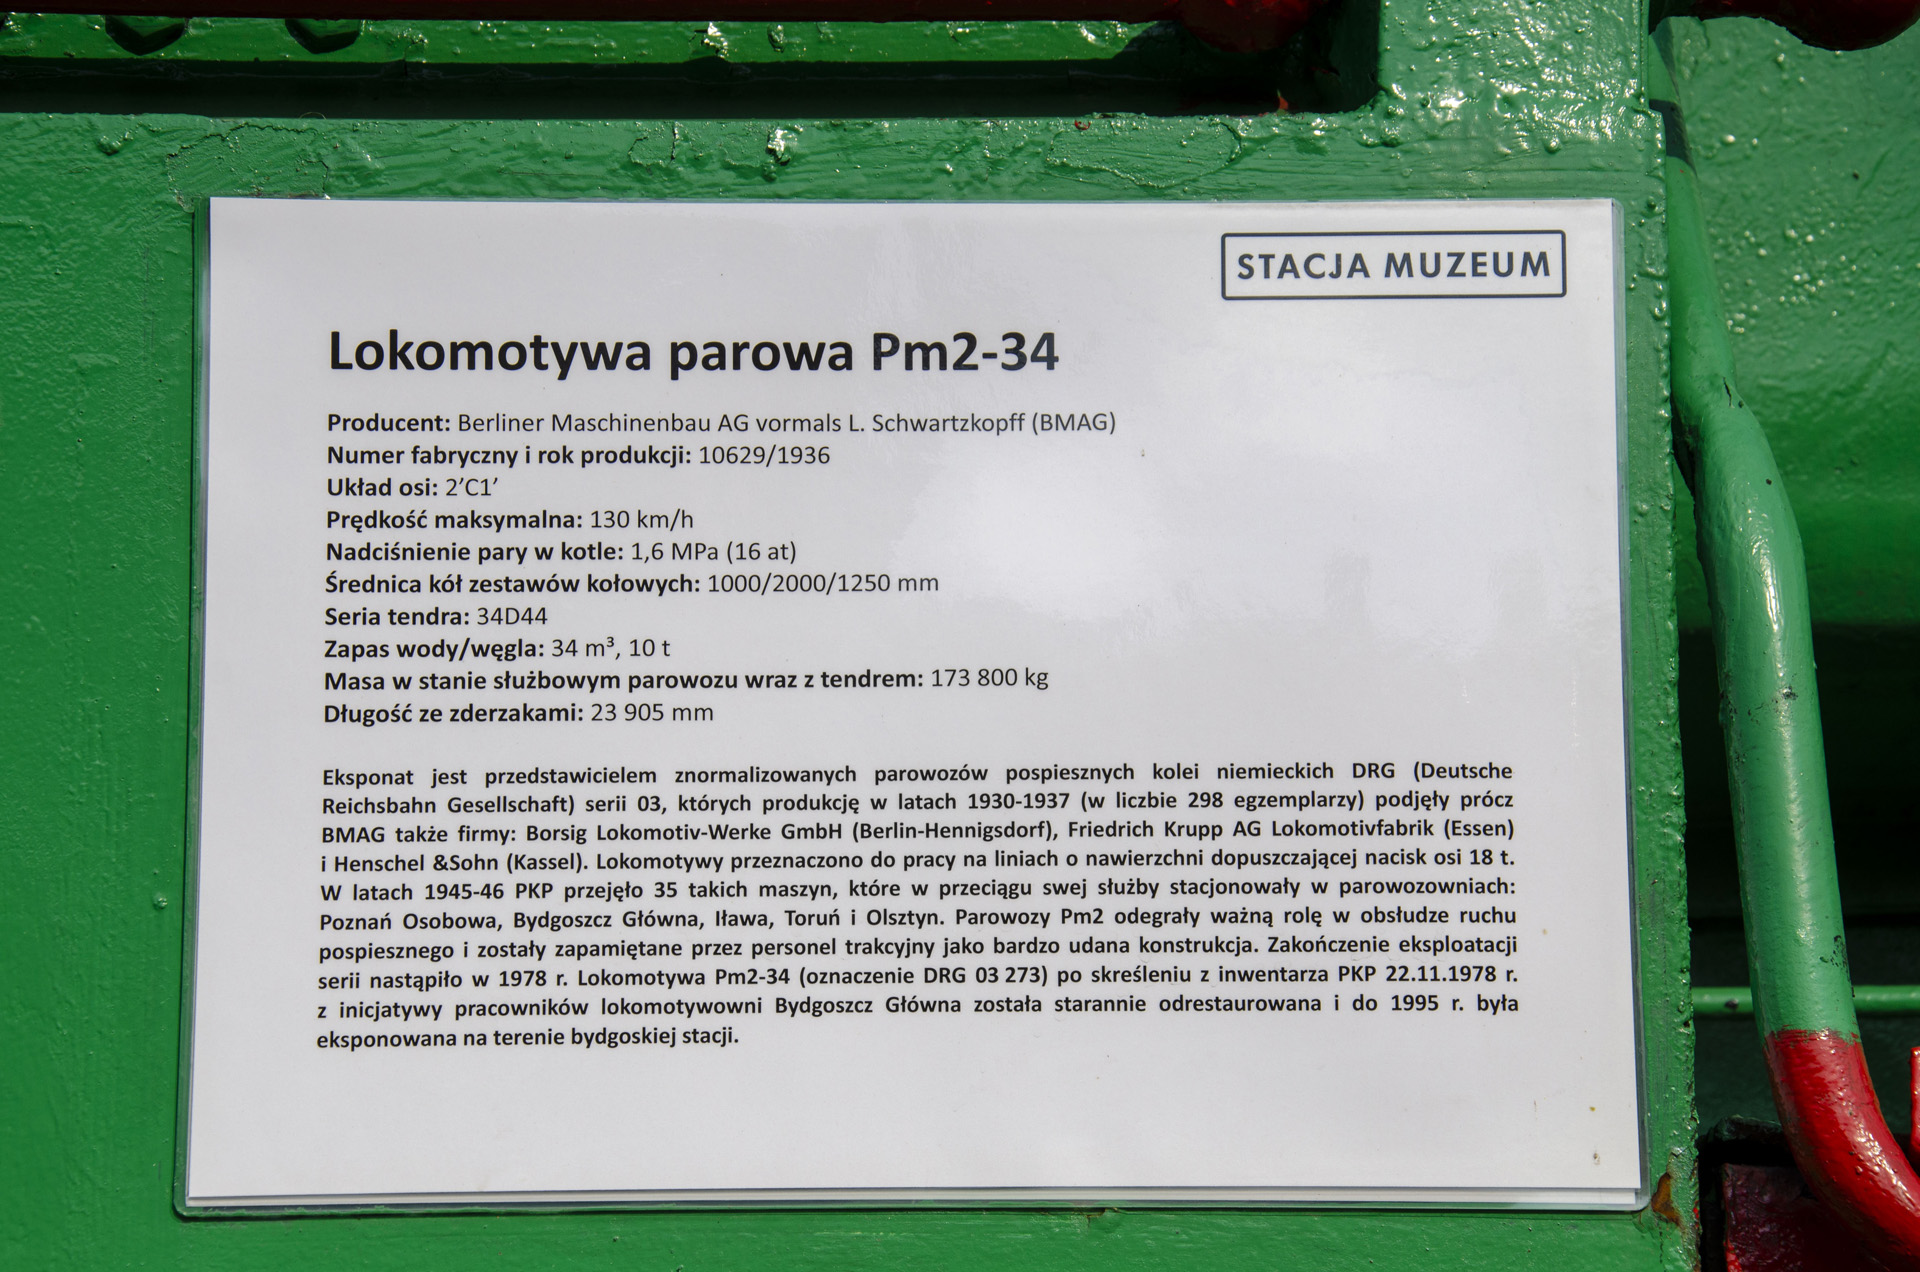 STACJA MUZEUM
Lokomotywa parowa Pm2-34
Producent: Berliner Maschinenbau AG vormals L. Schwartzkopff (BMAG)
Numer fabryczny i rok produkcji: 10629/1936
Układ osi: 2’C1’
Prędkość maksymalna: 130 km/h
Nadciśnienie pary w kotle: 1,6 MPa (16 at)
Średnica kół zestawów kołowych: 1000/2000/1250 mm
Seria tendra: 34D44
Zapas wody/węgla: 34 m³, 10 t
Masa w stanie służbowym parowozu wraz z tendrem: 173 800 kg
Długość ze zderzakami: 23 905 mm
Eksponat jest przedstawicielem znormalizowanych parowozów pospiesznych kolei niemieckich DRG (Deutsche
Reichsbahn Gesellschaft) serii 03, których produkcję w latach 1930-1937 (w liczbie 298 egzemplarzy) podjęły prócz
BMAG także firmy: Borsig Lokomotiv-Werke GmbH (Berlin-Hennigsdorf), Friedrich Krupp AG Lokomotivfabrik (Essen)
i Henschel &Sohn (Kassel). Lokomotywy przeznaczono do pracy na liniach o nawierzchni dopuszczającej nacisk osi 18 t.
W latach 1945-46 PKP przejęło 35 takich maszyn, które w przeciągu swej służby stacjonowały w parowozowniach:
Poznań Osobowa, Bydgoszcz Główna, Iława, Toruń i Olsztyn. Parowozy Pm2 odegrały ważną rolę w obsłudze ruchu
pospiesznego i zostały zapamiętane przez personel trakcyjny jako bardzo udana konstrukcja. Zakończenie eksploatacji
serii nastąpiło w 1978 r. Lokomotywa Pm2-34 (oznaczenie DRG 03 273) po skreśleniu z inwentarza PKP 22.11.1978 r.
z inicjatywy pracowników lokomotywowni Bydgoszcz Główna została starannie odrestaurowana i do 1995 r. była
eksponowana na terenie bydgoskiej stacji.